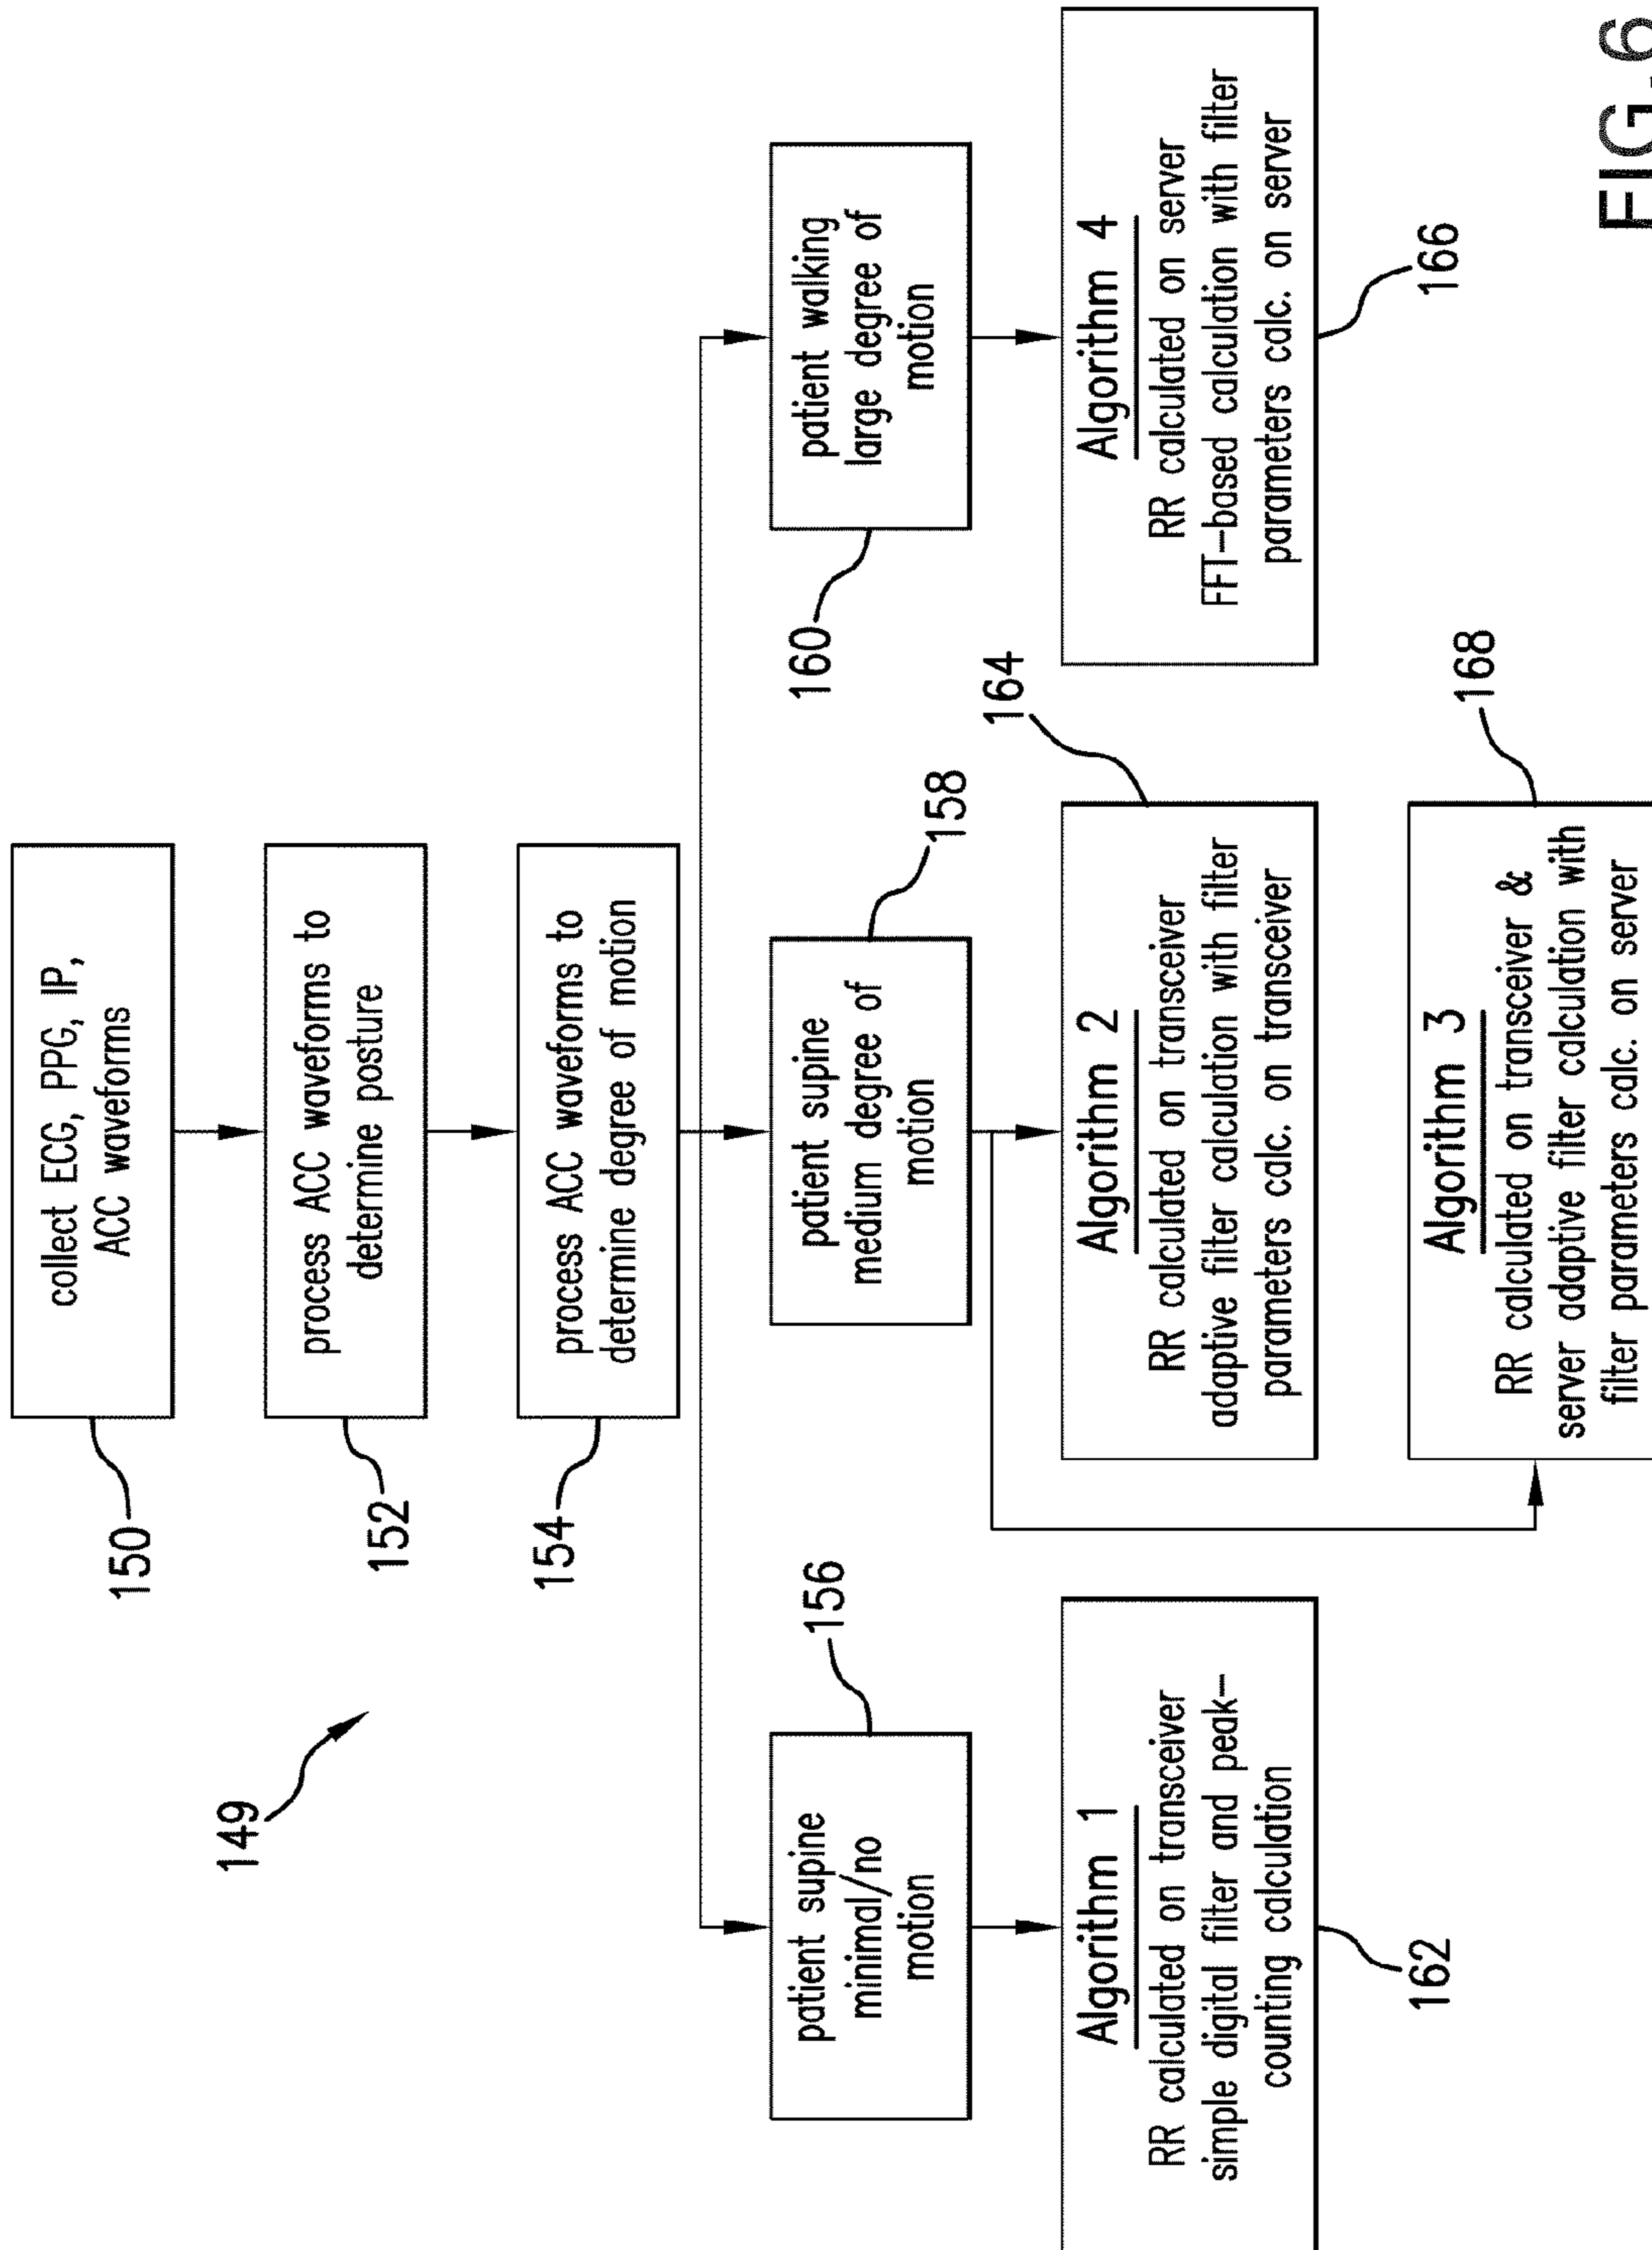 149
150
collect ECG, PPG, IP,
ACC waveforms
152
process ACC waveforms to
determine posture
154
process ACC waveforms to
determine degree of motion
156
patient supine
minimal/no
motion
158
patient supine
medium degree of
motion
160
patient walking
large degree of
motion
Algorithm 1
RR calculated on transceiver
simple digital filter and peak-
counting calculation
162
Algorithm 2
RR calculated on transceiver
adaptive filter calculation with filter
parameters calc. on transceiver
164
Algorithm 4
RR calculated on server
FFT-based calculation with filter
parameters calc. on server
166
Algorithm 3
RR calculated on transceiver &
server adaptive filter calculation with
filter parameters calc. on server
168
FIG.6